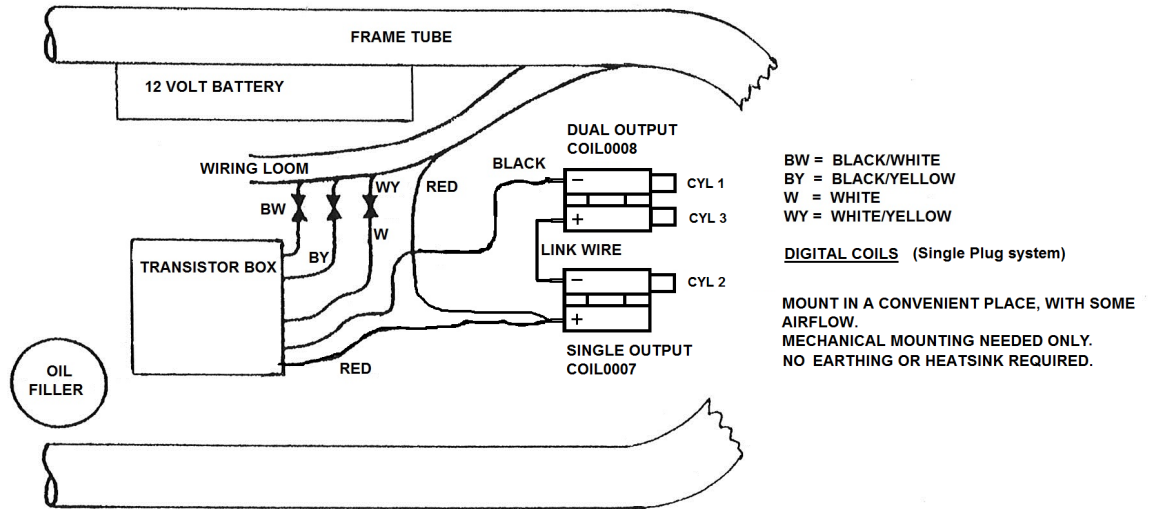 FRAME TUBE
12 VOLT BATTERY
WIRING LOOM
BW
BY
WY
W
RED
BLACK
DUAL OUTPUT
COIL0008
−
CYL 1
+
CYL 3
LINK WIRE
−
CYL 2
+
SINGLE OUTPUT
COIL0007
TRANSISTOR BOX
RED
OIL
FILLER
BW = BLACK/WHITE
BY = BLACK/YELLOW
W = WHITE
WY = WHITE/YELLOW
DIGITAL COILS (Single Plug system)
MOUNT IN A CONVENIENT PLACE, WITH SOME
AIRFLOW.
MECHANICAL MOUNTING NEEDED ONLY.
NO EARTHING OR HEATSINK REQUIRED.